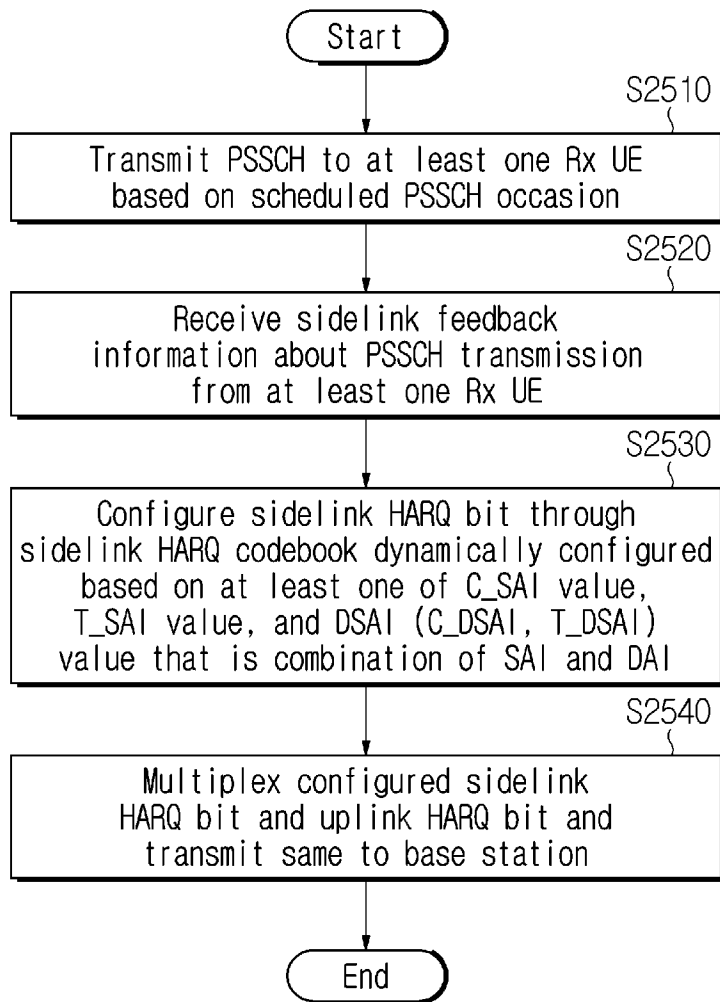 Start
S2510
Transmit PSSCH to at least one Rx UE
based on scheduled PSSCH occasion
S2520
Receive sidelink feedback
information about PSSCH transmission
from at least one Rx UE
S2530
Configure sidelink HARQ bit through
sidelink HARQ codebook dynamically configured
based on at least one of C_SAI value,
T_SAI value, and DSAI (C_DSAI, T_DSAI)
value that is combination of SAI and DAI
S2540
Multiplex configured sidelink
HARQ bit and uplink HARQ bit and
transmit same to base station
End